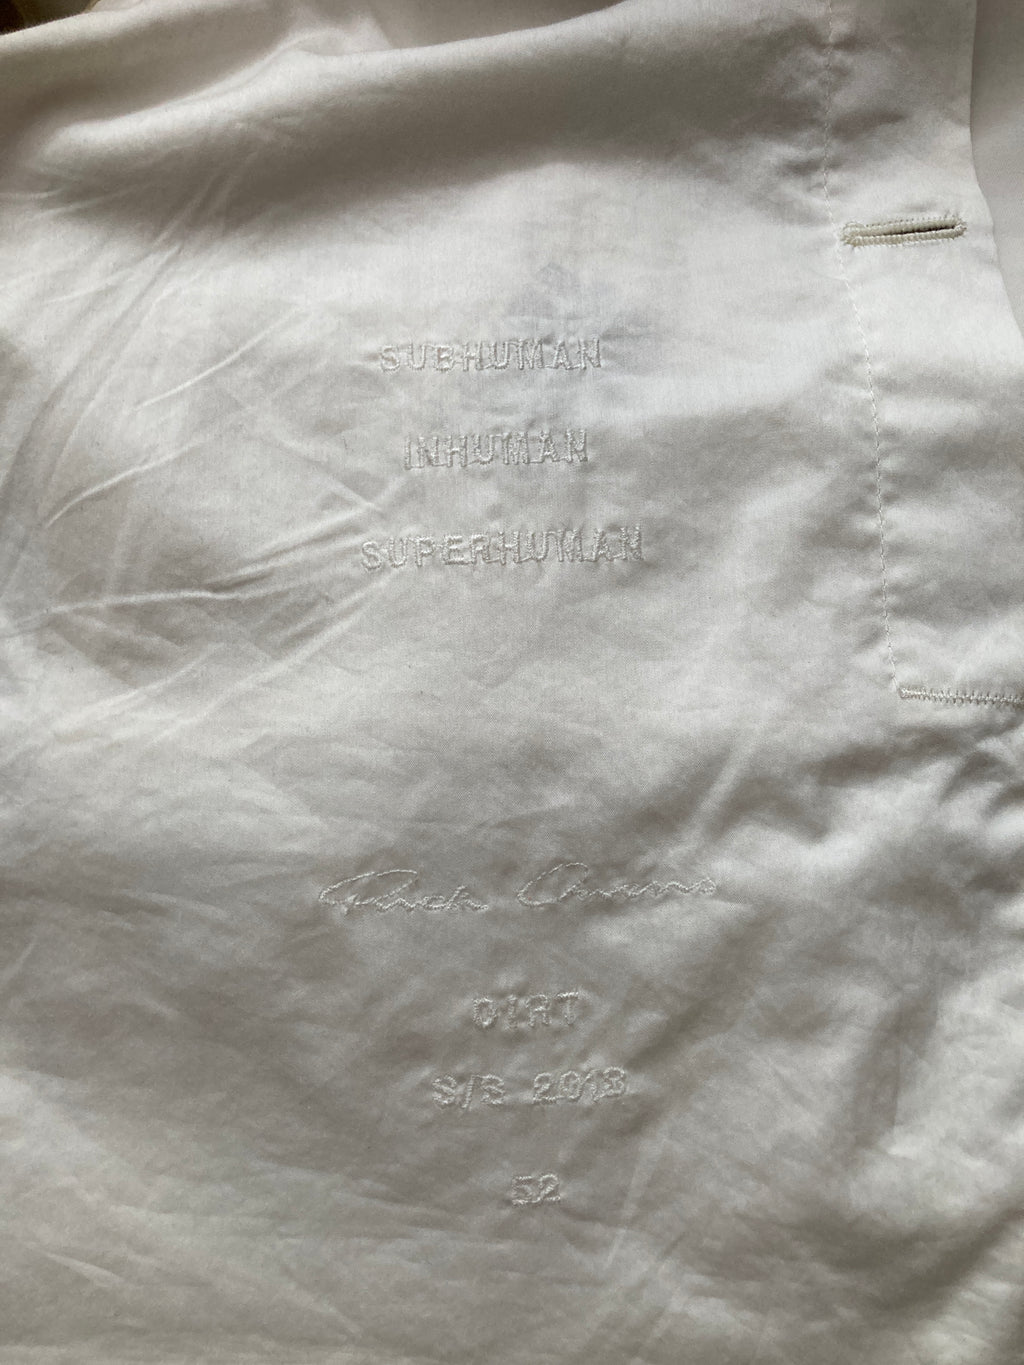 SUBHUMAN
INHUMAN
SUPERHUMAN
Rick Owens
DIRT
S/S 2013
52